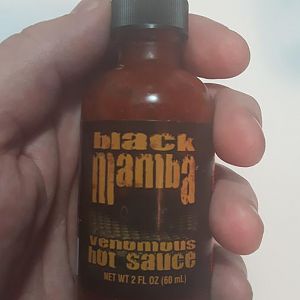 black
mamba
venomous
hot sauce
NET WT 2 FL OZ (60 mL)